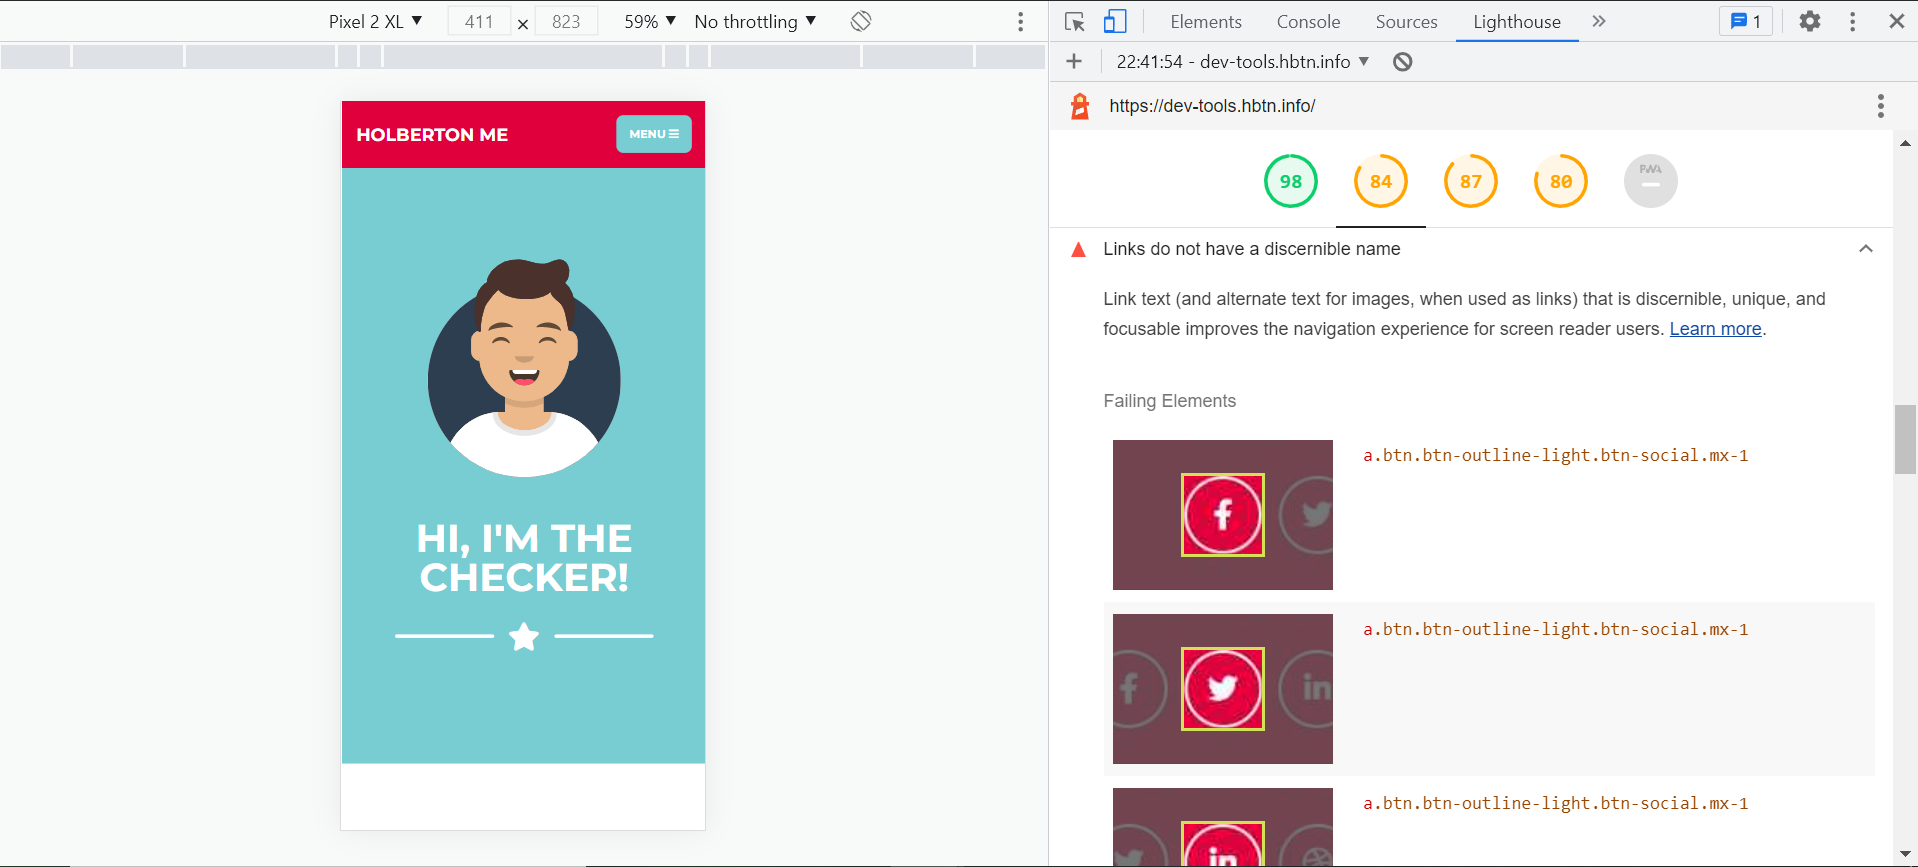 Pixel 2 XL ▼ 411 × 823 59% ▼ No throttling ▼
HOLBERTON ME
MENU
HI, I'M THE
CHECKER!
Elements Console Sources Lighthouse » 1
22:41:54 - dev-tools.hbtn.info ▼
https://dev-tools.hbtn.info/
98 84 87 80 PWA
Links do not have a discernible name
Link text (and alternate text for images, when used as links) that is discernible, unique, and
focusable improves the navigation experience for screen reader users. Learn more.
Failing Elements
a.btn.btn-outline-light.btn-social.mx-1
a.btn.btn-outline-light.btn-social.mx-1
a.btn.btn-outline-light.btn-social.mx-1